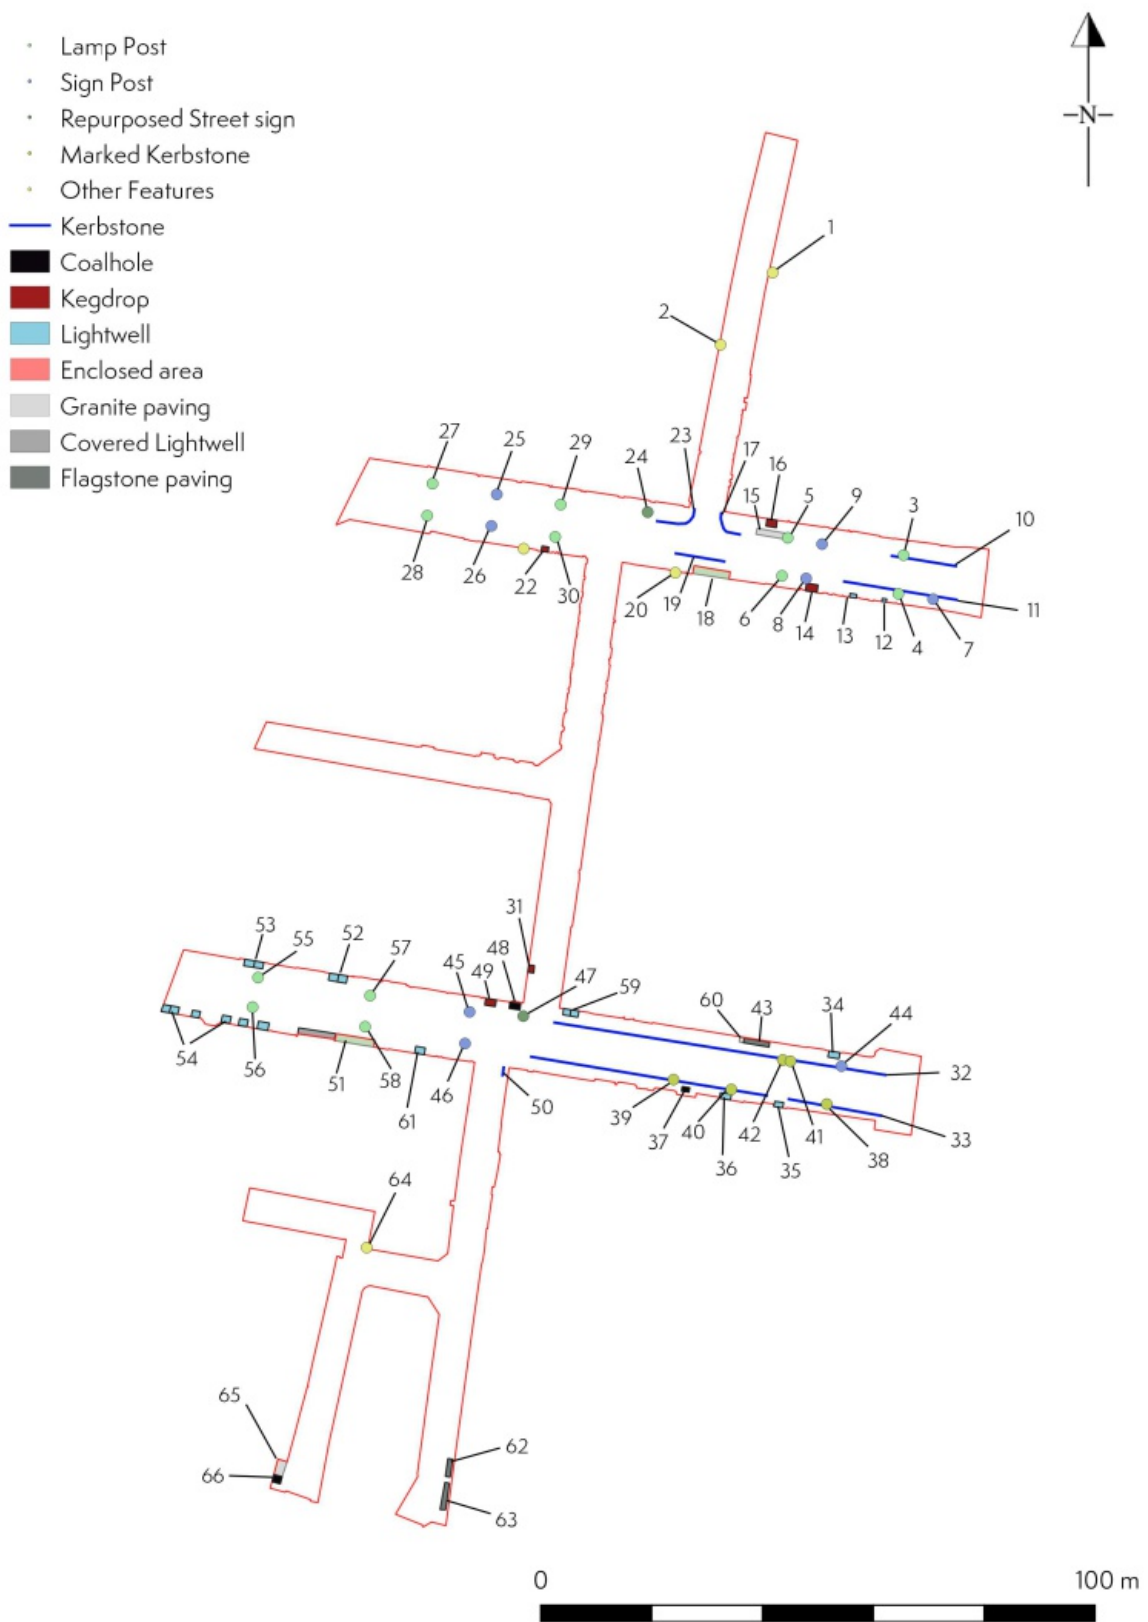 Lamp Post
Sign Post
Repurposed Street sign
Marked Kerbstone
Other Features
Kerbstone
Coalhole
Kegdrop
Lightwell
Enclosed area
Granite paving
Covered Lightwell
Flagstone paving
N
1
2
27 25 29 24 23 17 16
15 5 9 3 10
28 26 22 30 20 19 18 6 8 14 13 12 4 7 11
53 55 52 57 45 49 31 48 47 59 60 43 34 44
54 56 51 58 61 46 50 39 37 40 36 42 35 41 38 33 32
64
65
66
62
63
0 100 m